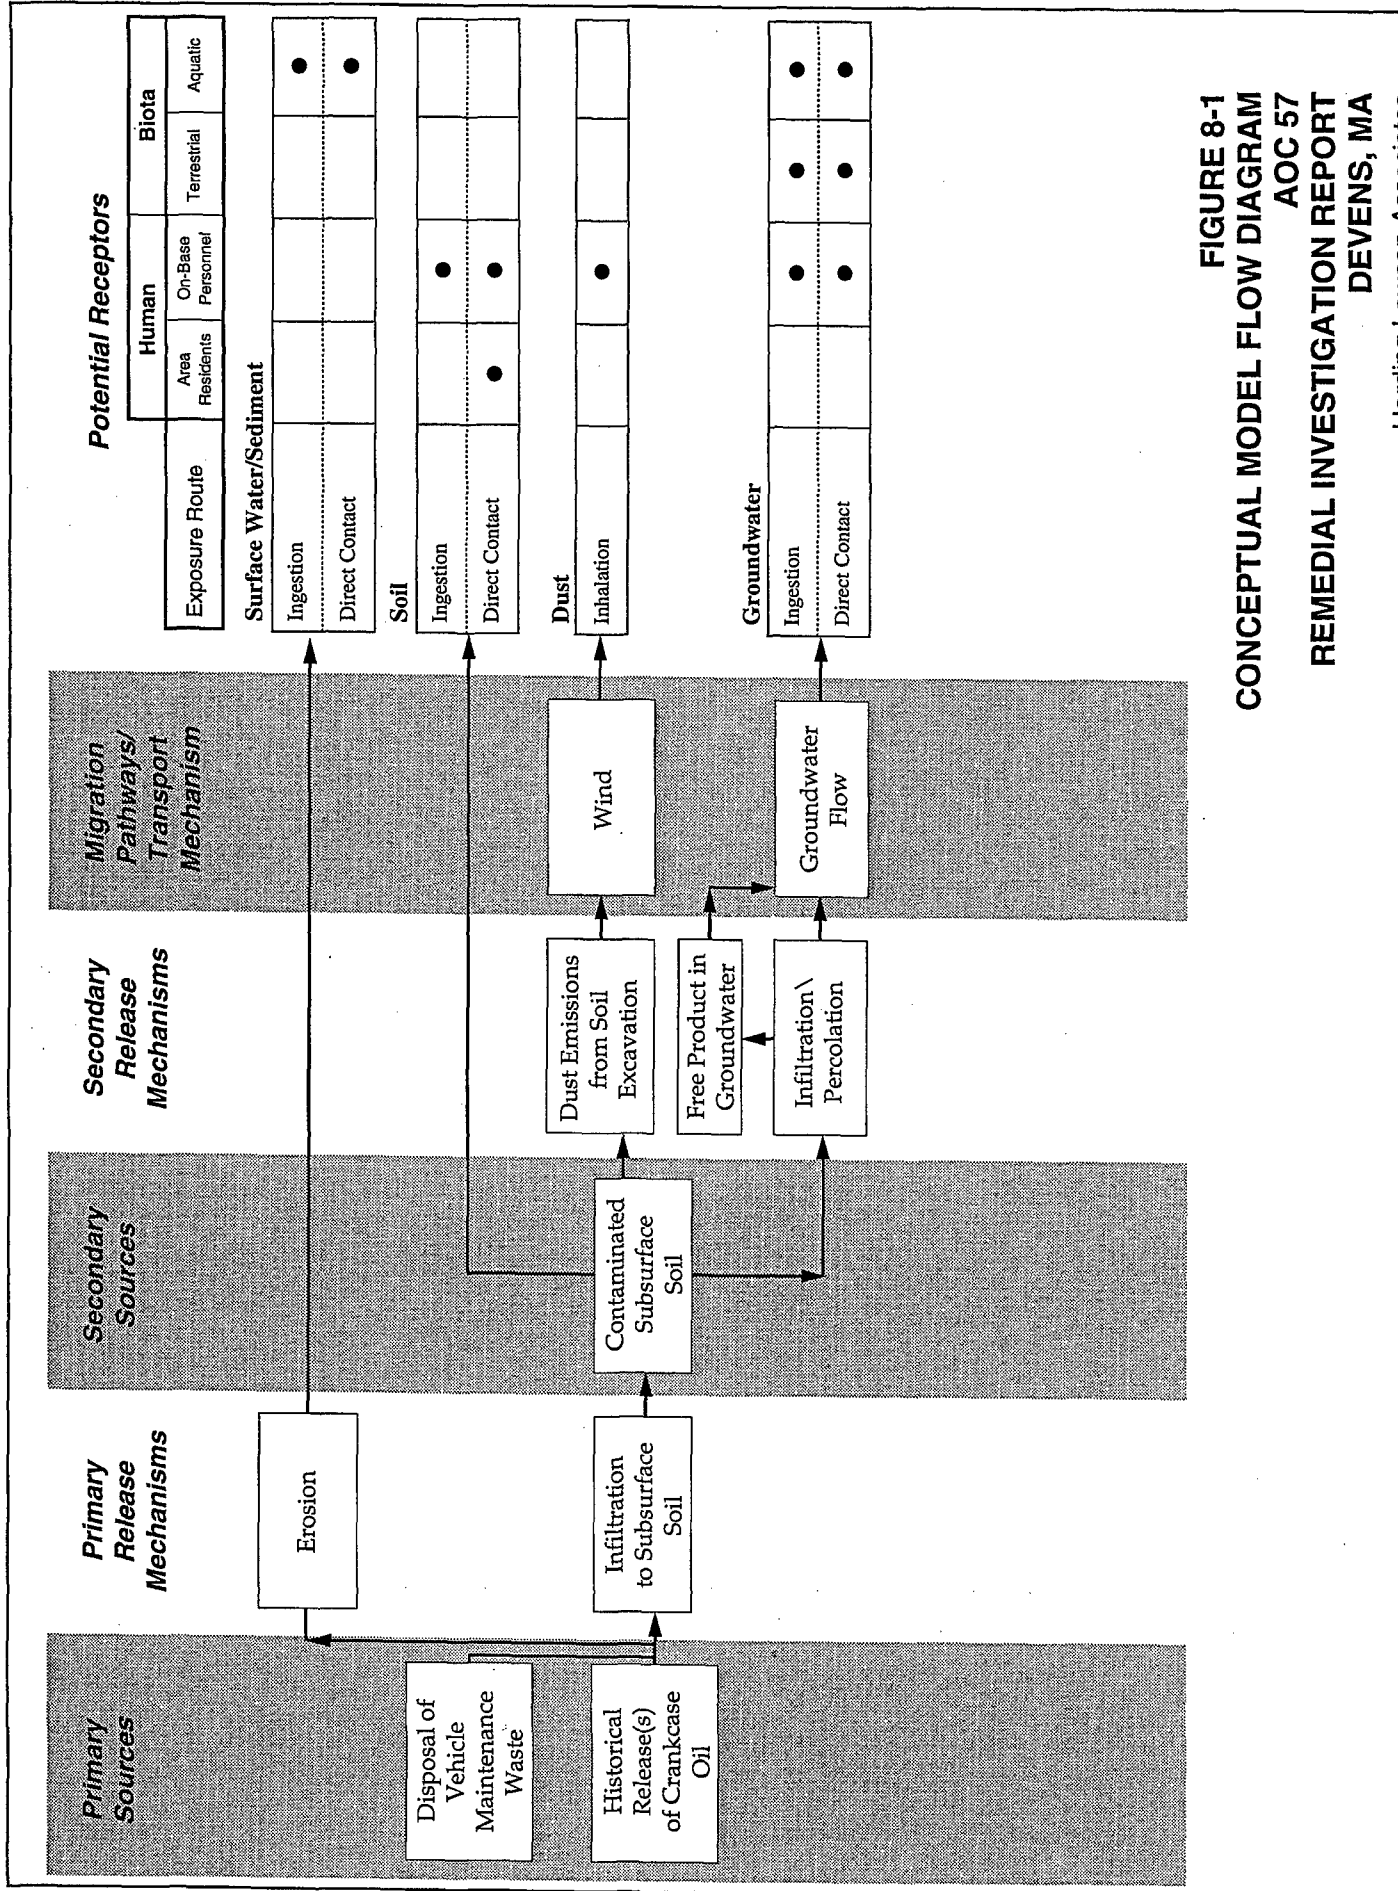 Primary
Sources
Primary
Release
Mechanisms
Secondary
Sources
Secondary
Release
Mechanisms
Migration
Pathways/
Transport
Mechanism
Potential Receptors
Human
Biota
Exposure Route
Area
Residents
On-Base
Personnel
Terrestrial
Aquatic
Surface Water/Sediment
Ingestion
Direct Contact
Soil
Ingestion
Direct Contact
Dust
Inhalation
Groundwater
Ingestion
Direct Contact
Erosion
Disposal of
Vehicle
Maintenance
Waste
Historical
Release(s)
of Crankcase
Oil
Infiltration
to Subsurface
Soil
Contaminated
Subsurface
Soil
Dust Emissions
from Soil
Excavation
Wind
Free Product in
Groundwater
Infiltration\
Percolation
Groundwater
Flow
FIGURE 8-1
CONCEPTUAL MODEL FLOW DIAGRAM
AOC 57
REMEDIAL INVESTIGATION REPORT
DEVENS, MA